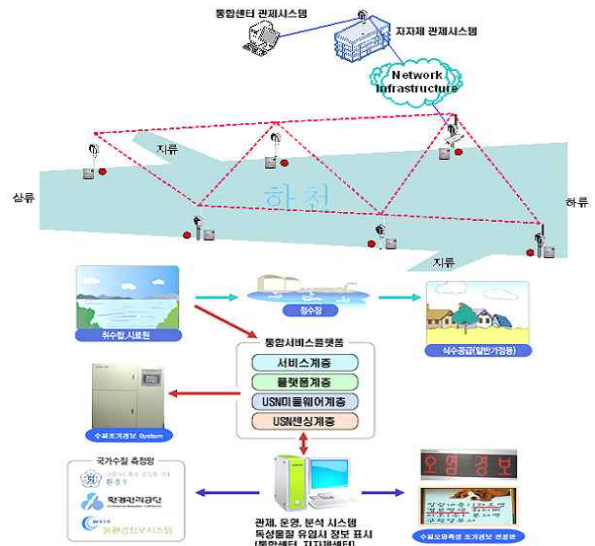 통합센터 관제시스템
지자체 관제시스템
Network
Infrastructure
지류
상류
하천
하류
지류
취수탑,시료원
정수장
식수공급(일반가정용)
통합서비스플랫폼
서비스계층
플랫폼계층
USN미들웨어계층
USN센싱계층
수질조기경보 System
국가수질 측정망
환경부
환경관리공단
물환경정보시스템
관제, 운영, 분석 시스템
독성물질 유입시 정보 표시
(통합센터, 지자체센터)
오염 경보
수질오염측정 조기경보 전광판